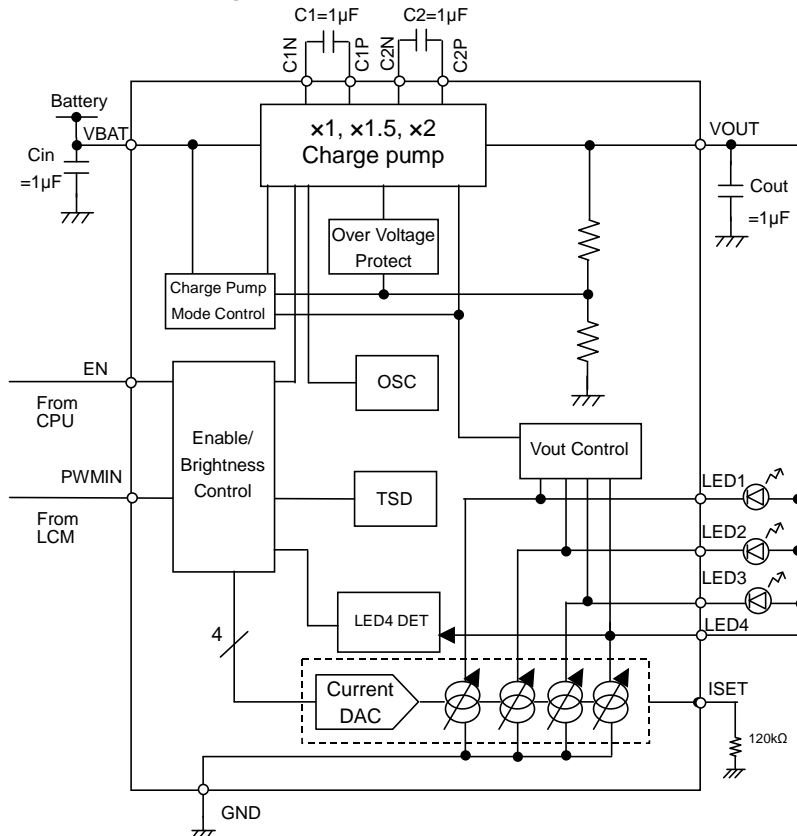 C1=1μF
C2=1μF
C1N
C1P
C2N
C2P
Battery
VBAT
×1, ×1.5, ×2
Charge pump
VOUT
Cin
=1μF
Cout
=1μF
Over Voltage
Protect
Charge Pump
Mode Control
EN
From
CPU
OSC
Enable/
Brightness
Control
Vout Control
PWMIN
From
LCM
TSD
LED1
LED2
LED3
LED4 DET
LED4
4
Current
DAC
ISET
120kΩ
GND